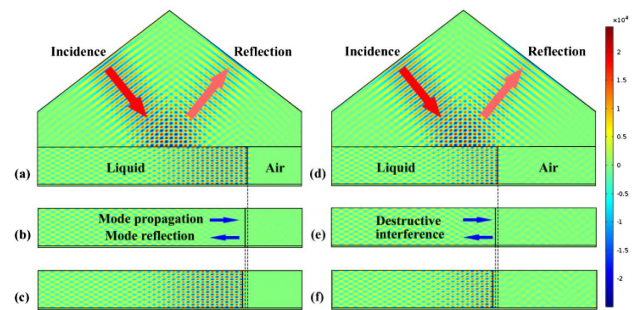 Incidence
Reflection
Liquid
Air
(a)
Mode propagation
Mode reflection
(b)
(c)
Incidence
Reflection
Liquid
Air
(d)
Destructive
interference
(e)
(f)
×10⁴
2
1.5
1
0.5
0
-0.5
-1
-1.5
-2